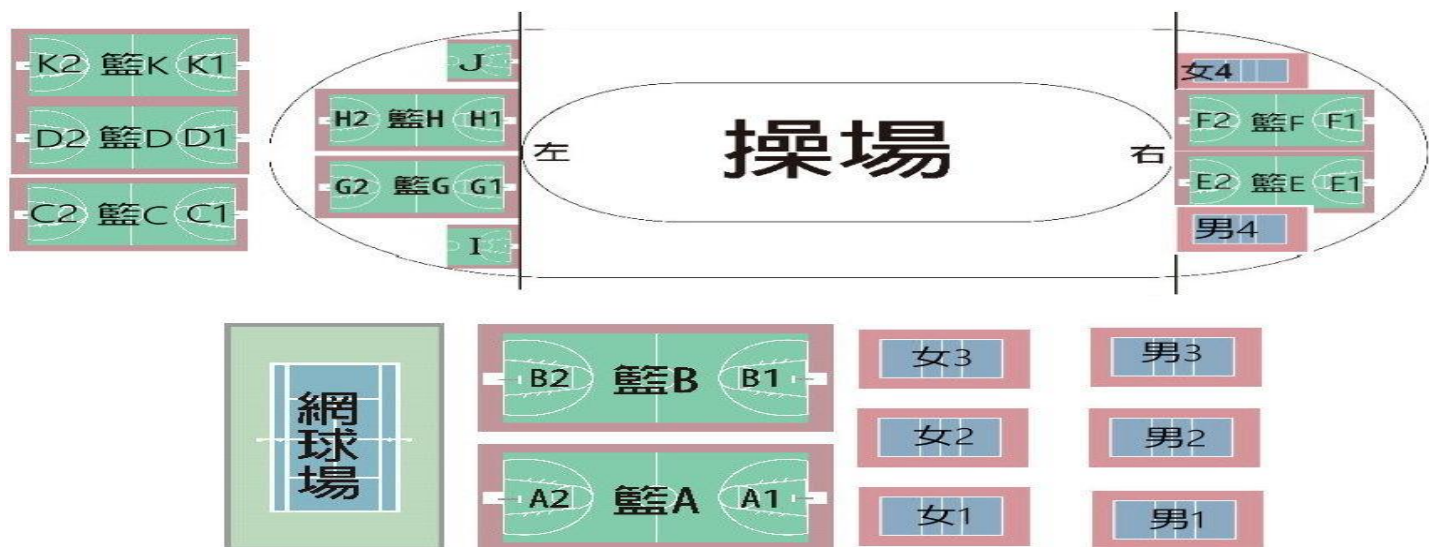 K2 籃K K1
D2 籃D D1
C2 籃C C1
J
H2 籃H H1
G2 籃G G1
I
左
操場
右
女4
F2 籃F F1
E2 籃E E1
男4
網球場
B2 籃B B1
A2 籃A A1
女3
男3
女2
男2
女1
男1